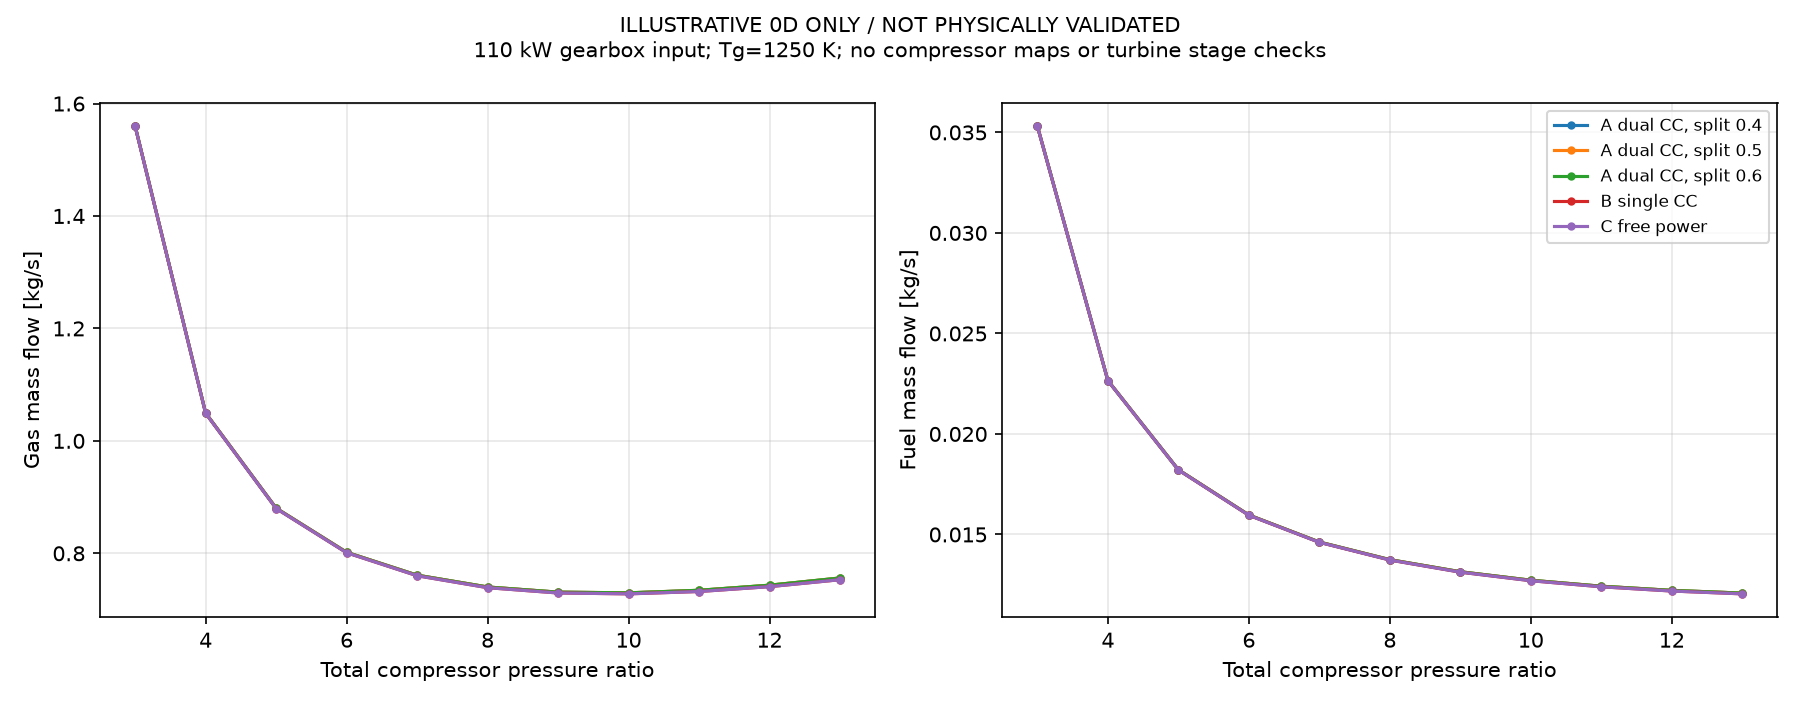 ILLUSTRATIVE 0D ONLY / NOT PHYSICALLY VALIDATED
110 kW gearbox input; Tg=1250 K; no compressor maps or turbine stage checks
Gas mass flow [kg/s]
1.6
1.4
1.2
1.0
0.8
4 6 8 10 12
Total compressor pressure ratio
Fuel mass flow [kg/s]
0.035
0.030
0.025
0.020
0.015
A dual CC, split 0.4
A dual CC, split 0.5
A dual CC, split 0.6
B single CC
C free power
4 6 8 10 12
Total compressor pressure ratio